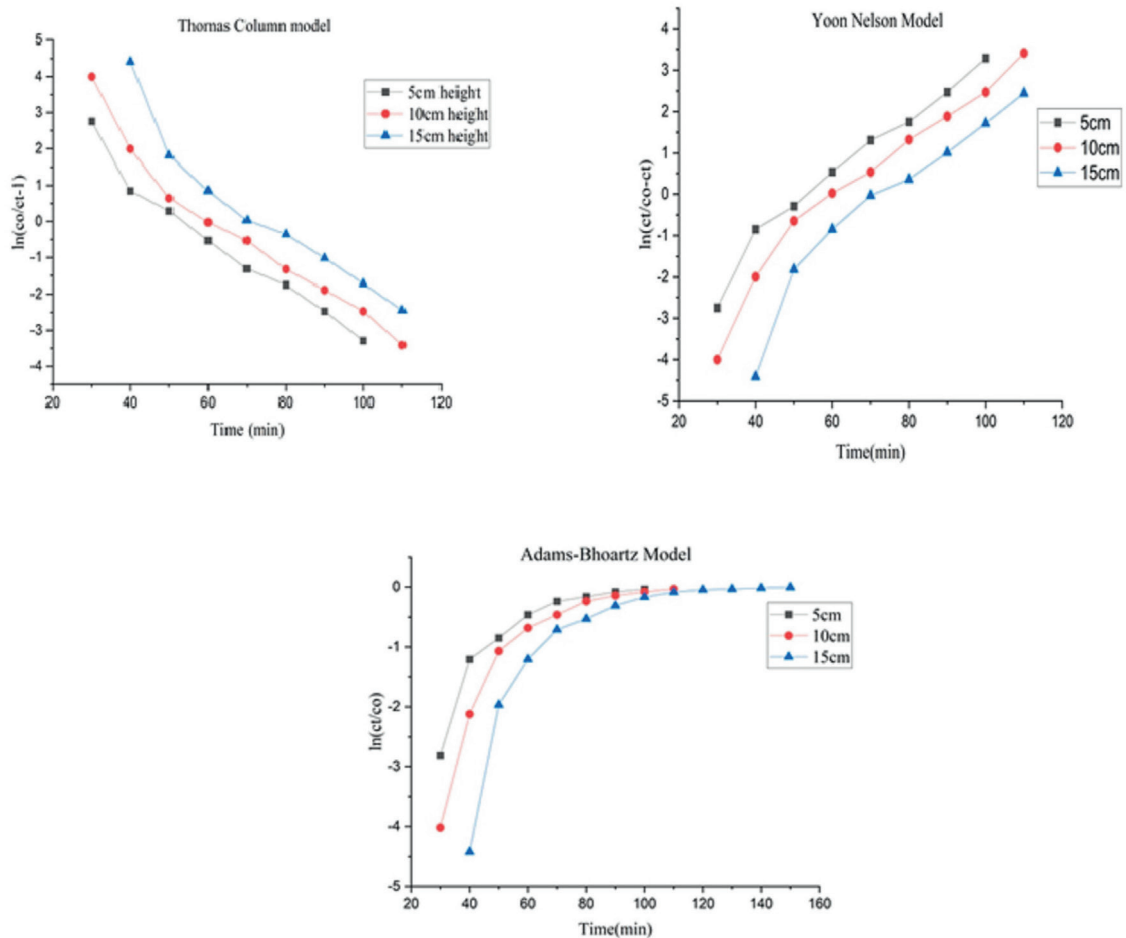 Thomas Column model
5
4
3
2
1
0
-1
-2
-3
-4
ln(co/ct-1)
20 40 60 80 100 120
Time (min)
5cm height
10cm height
15cm height
Yoon Nelson Model
4
3
2
1
0
-1
-2
-3
-4
-5
ln(ct/co-ct)
20 40 60 80 100 120
Time(min)
5cm
10cm
15cm
Adams-Bhoartz Model
0
-1
-2
-3
-4
-5
ln(ct/co)
20 40 60 80 100 120 140 160
Time(min)
5cm
10cm
15cm